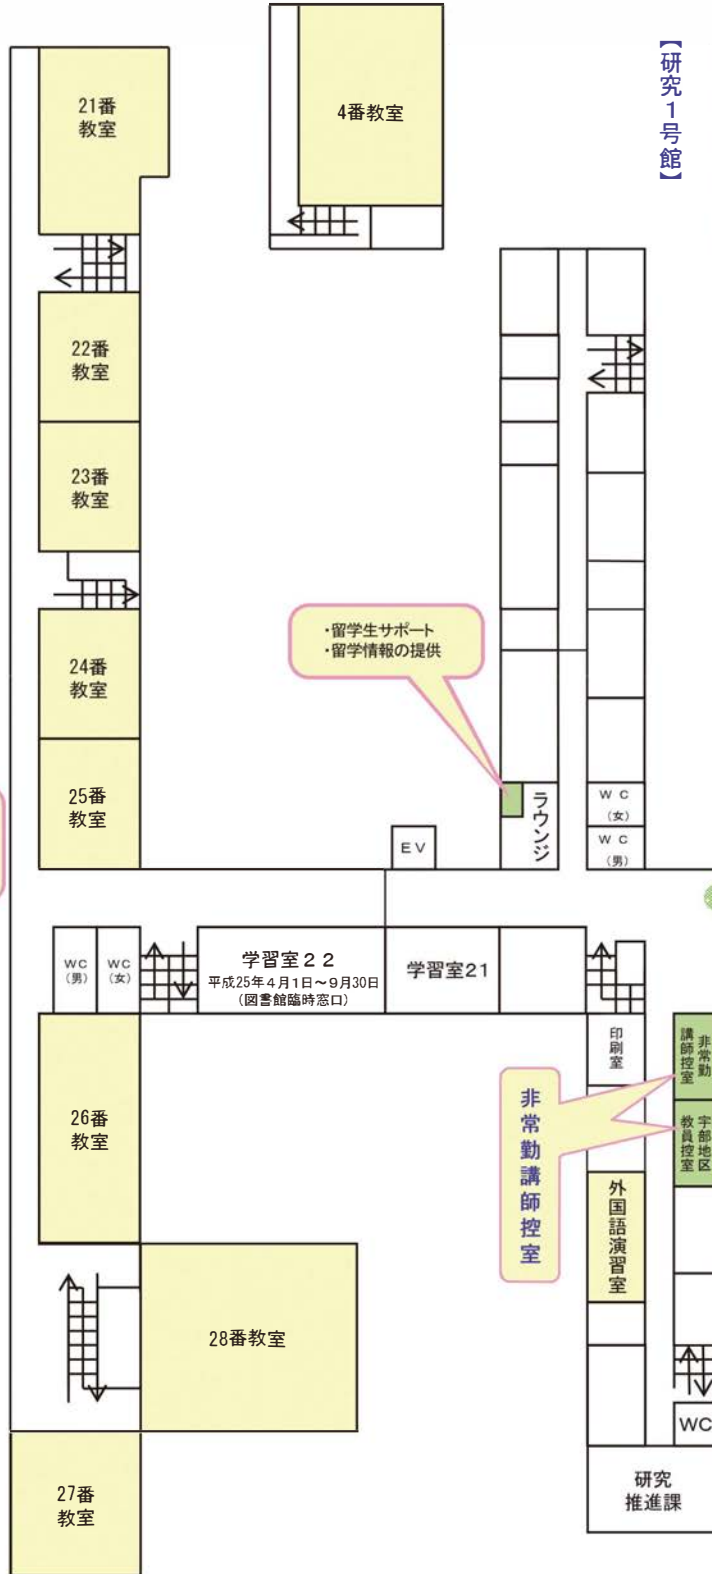 【研究１号館】
4番教室
21番
教室
22番
教室
23番
教室
・留学生サポート
・留学情報の提供
24番
教室
25番
教室
ＥＶ
ラウンジ
ＷＣ
(女)
ＷＣ
(男)
WC
(男)
WC
(女)
学習室２２
平成25年４月1日～９月30日
(図書館臨時窓口)
学習室21
印刷室
非常勤
講師控室
宇部地区
教員控室
非常勤講師控室
26番
教室
外国語演習室
28番教室
WC
研究
推進課
27番
教室